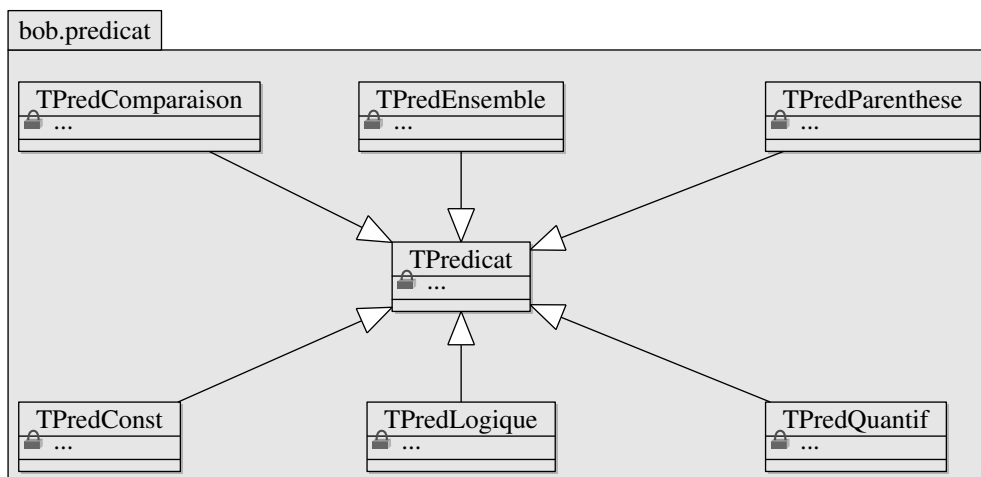 bob.predicat
TPredComparaison
...
TPredEnsemble
...
TPredParenthese
...
TPredicat
...
TPredConst
...
TPredLogique
...
TPredQuantif
...